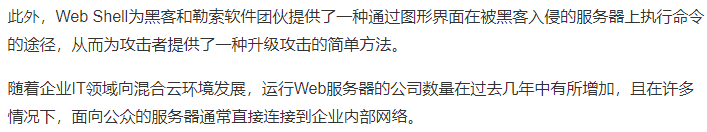 此外，Web Shell为黑客和勒索软件团伙提供了一种通过图形界面在被黑客入侵的服务器上执行命令
的途径，从而为攻击者提供了一种升级攻击的简单方法。
随着企业IT领域向混合云环境发展，运行Web服务器的公司数量在过去几年中有所增加，且在许多
情况下，面向公众的服务器通常直接连接到企业内部网络。